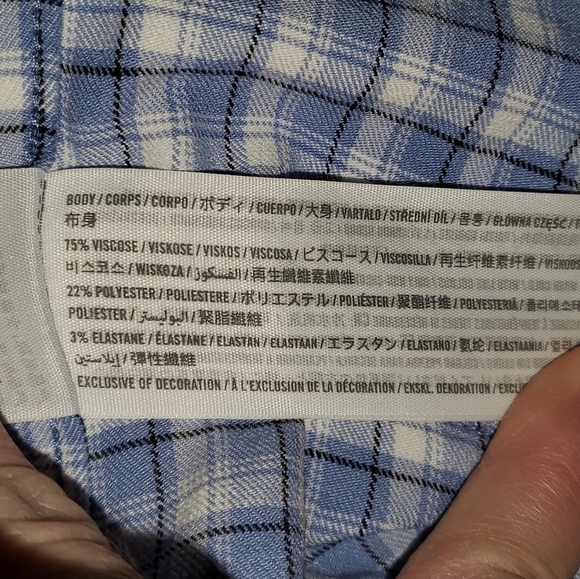 BODY / CORPS / CORPO / ボディ / CUERPO / 大身 / VARTALO / STŘEDNÍ DÍL / 몸통 / GŁÓWNA CZĘŚĆ /
布身
75% VISCOSE / VISKOSE / VISKOS / VISCOSA / ビスコース / VISCOSILLA / 再生纤维素纤维 / VISKOOS
비스코스 / WISKOZA / الفسكوز / 再生纖維素纖維
22% POLYESTER / POLIESTERE / ポリエステル / POLIÉSTER / 聚酯纤维 / POLYESTERIÄ / 폴리에스
POLIESTER / البوليستر / 聚脂纖維
3% ELASTANE / ÉLASTANE / ELASTAN / ELASTAAN / エラスタン / ELASTANO / 氨纶 / ELASTAANIA / 엘라
إيلاستين / 彈性纖維
EXCLUSIVE OF DECORATION / À L'EXCLUSION DE LA DÉCORATION / EKSKL. DEKORATION /